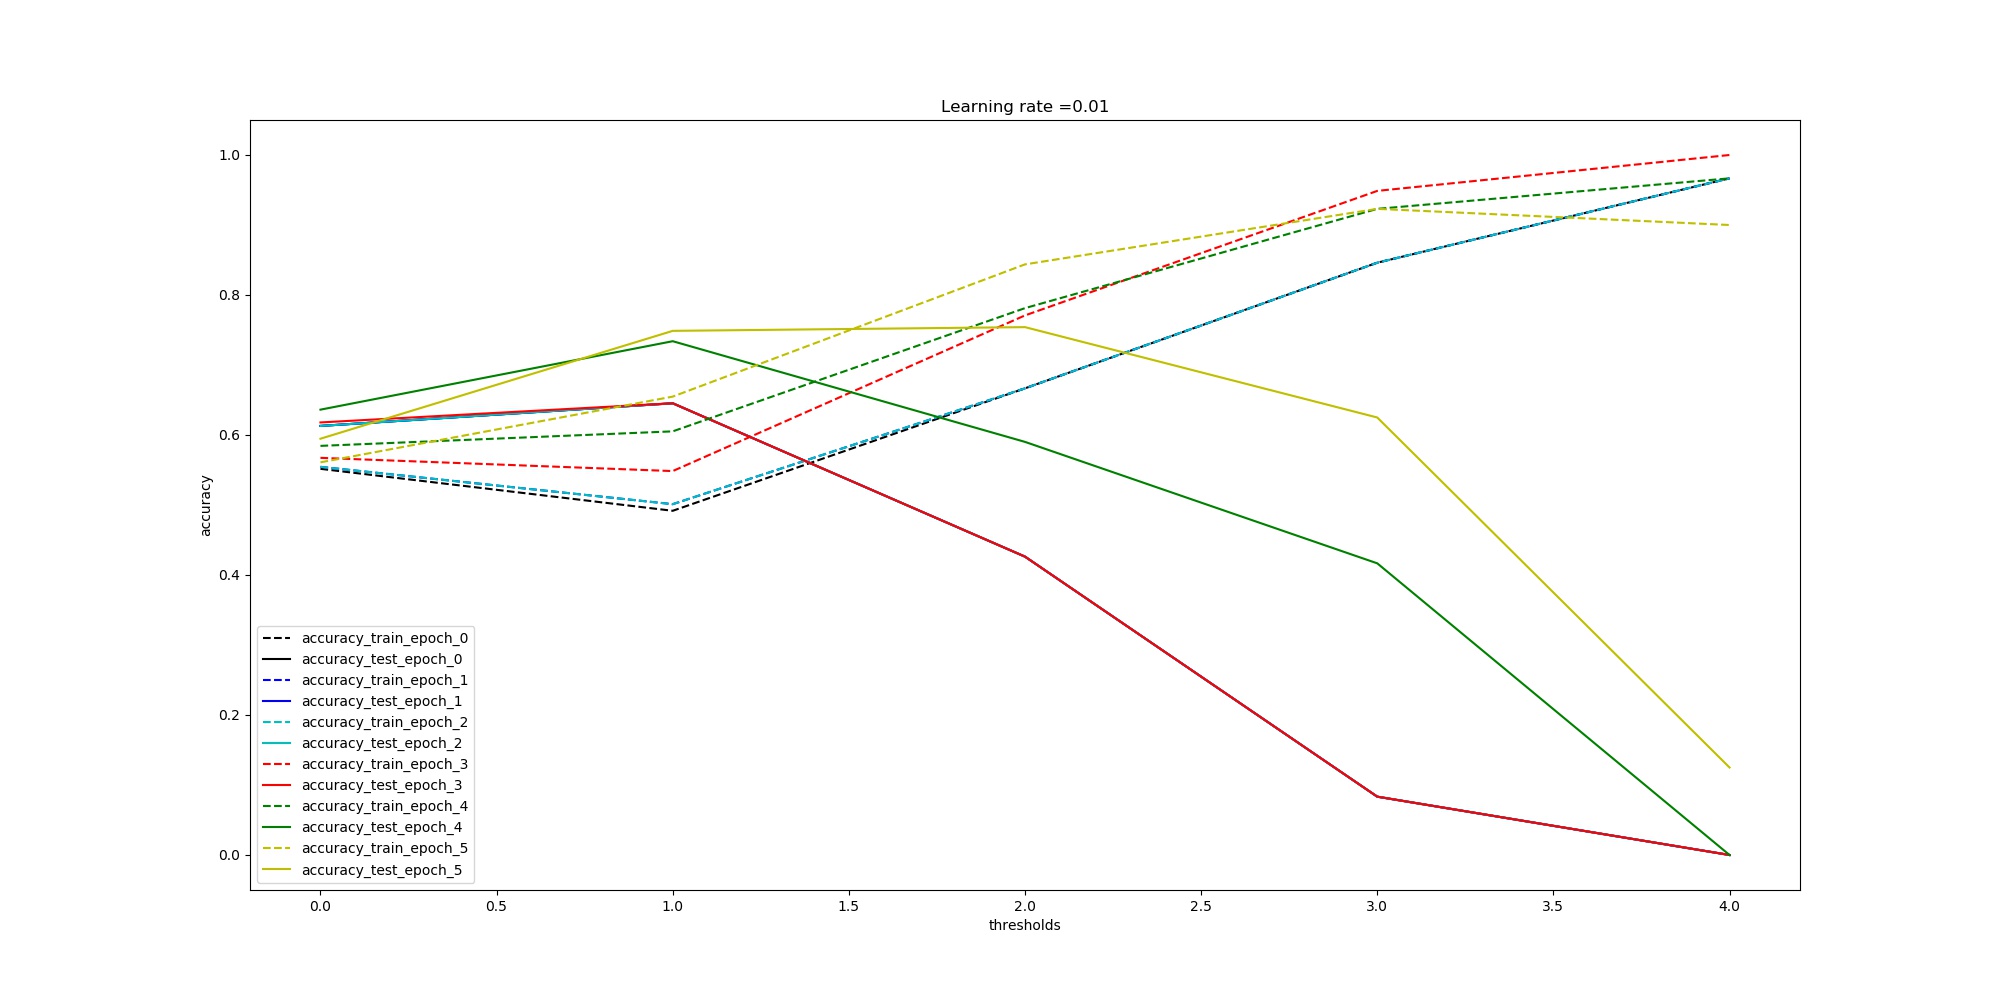 Learning rate =0.01
1.0
0.8
0.6
0.4
0.2
0.0
accuracy
accuracy_train_epoch_0
accuracy_test_epoch_0
accuracy_train_epoch_1
accuracy_test_epoch_1
accuracy_train_epoch_2
accuracy_test_epoch_2
accuracy_train_epoch_3
accuracy_test_epoch_3
accuracy_train_epoch_4
accuracy_test_epoch_4
accuracy_train_epoch_5
accuracy_test_epoch_5
0.0 0.5 1.0 1.5 2.0 2.5 3.0 3.5 4.0
thresholds